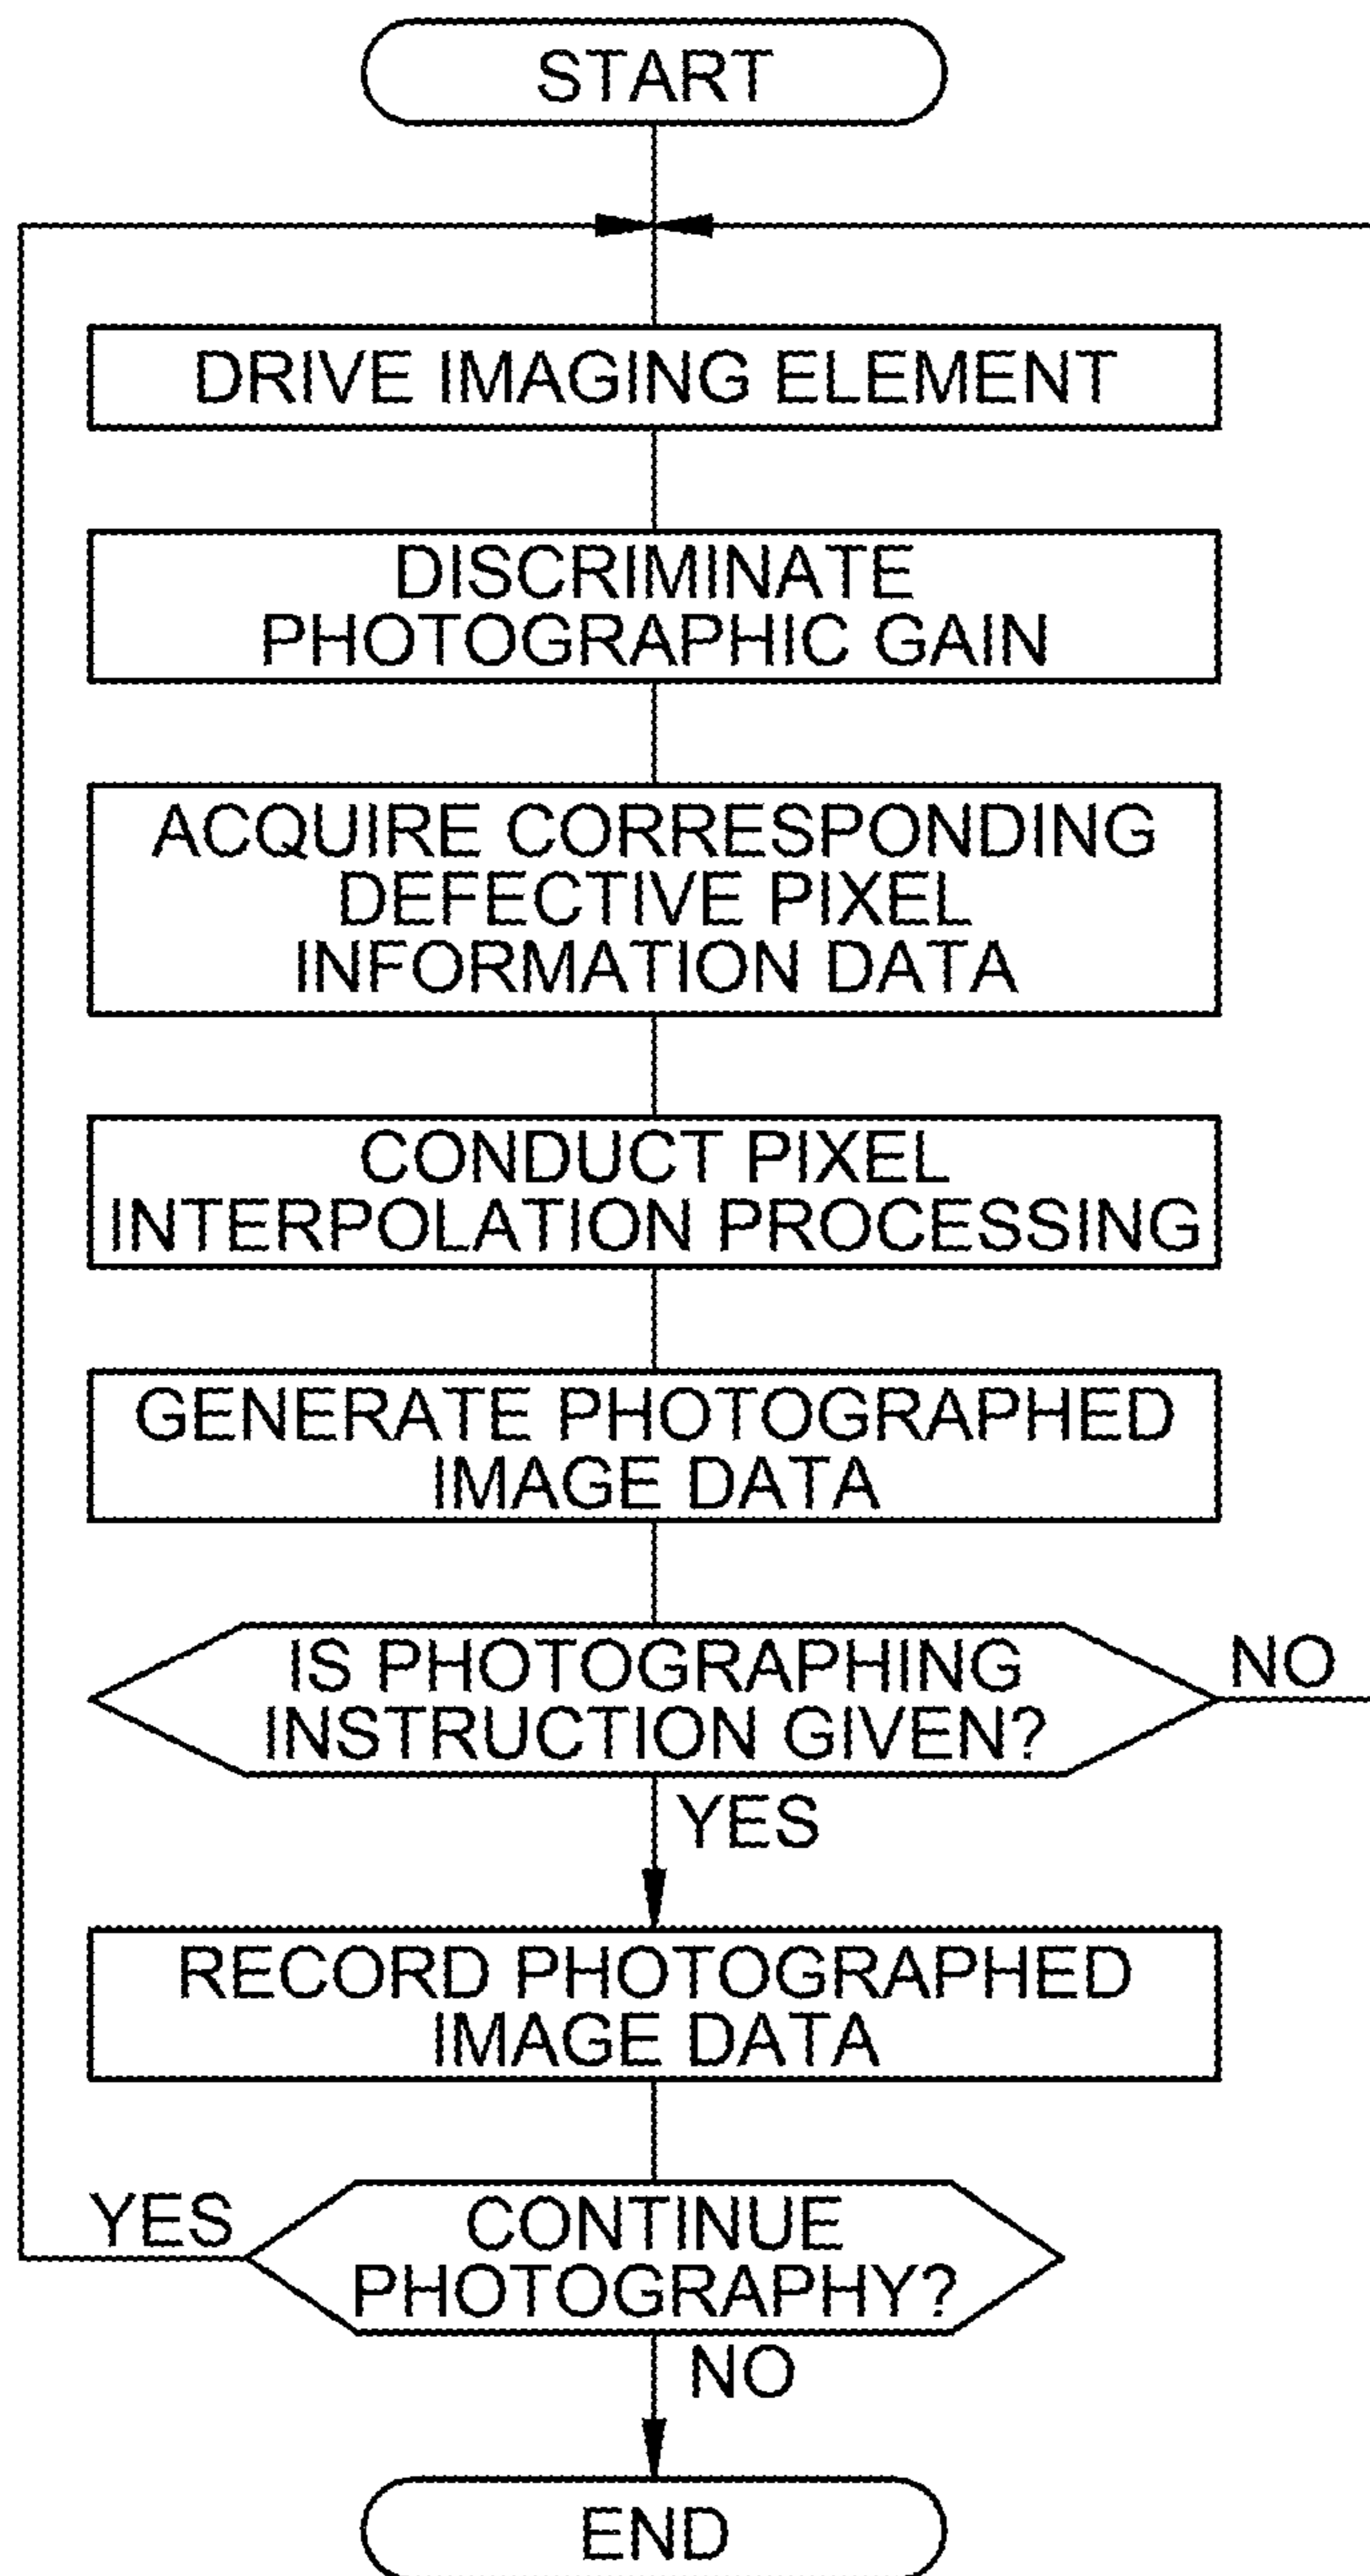 START
DRIVE IMAGING ELEMENT
DISCRIMINATE
PHOTOGRAPHIC GAIN
ACQUIRE CORRESPONDING
DEFECTIVE PIXEL
INFORMATION DATA
CONDUCT PIXEL
INTERPOLATION PROCESSING
GENERATE PHOTOGRAPHED
IMAGE DATA
IS PHOTOGRAPHING
INSTRUCTION GIVEN?
NO
YES
RECORD PHOTOGRAPHED
IMAGE DATA
YES
CONTINUE
PHOTOGRAPHY?
NO
END